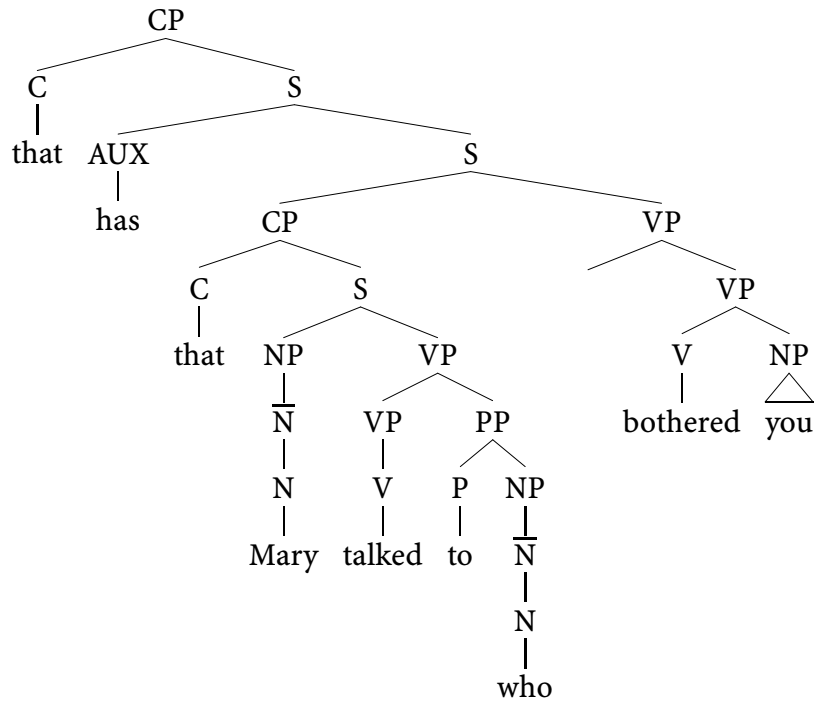 CP
C S
that AUX S
has CP VP
C S VP
that NP VP V NP
N̅ VP PP bothered you
N V P NP
Mary talked to N̅
N
who